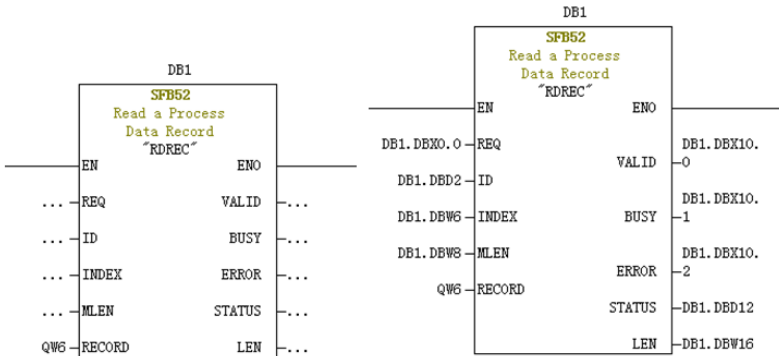 DB1
SFB52
Read a Process
Data Record
"RDREC"
EN ENO
... REQ VALID ...
... ID BUSY ...
... INDEX ERROR ...
... MLEN STATUS ...
QW6 RECORD LEN ...
DB1
SFB52
Read a Process
Data Record
"RDREC"
EN ENO
DB1.DBX0.0 REQ DB1.DBX10.
VALID 0
DB1.DBD2 ID
DB1.DBX10.
DB1.DBW6 INDEX BUSY 1
DB1.DBW8 MLEN DB1.DBX10.
ERROR 2
QW6 RECORD
STATUS DB1.DBD12
LEN DB1.DBW16